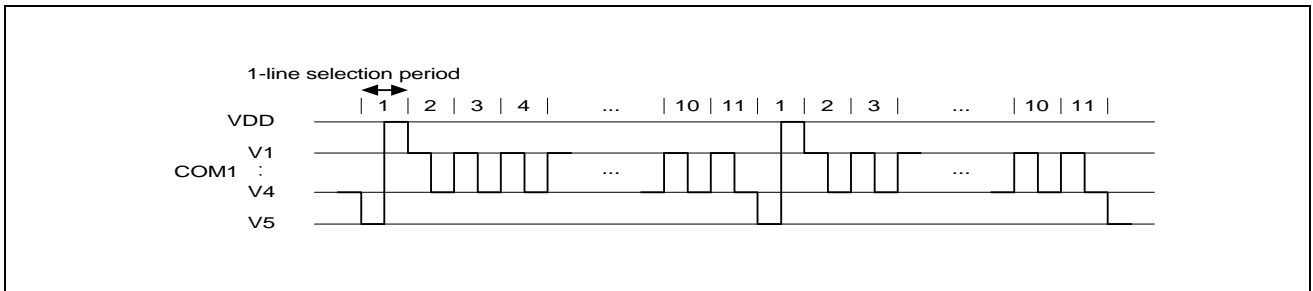 1-line selection period
| 1 | 2 | 3 | 4 | ... | 10 | 11 | 1 | 2 | 3 | ... | 10 | 11 |
VDD
V1
COM1 : ... ...
V4
V5